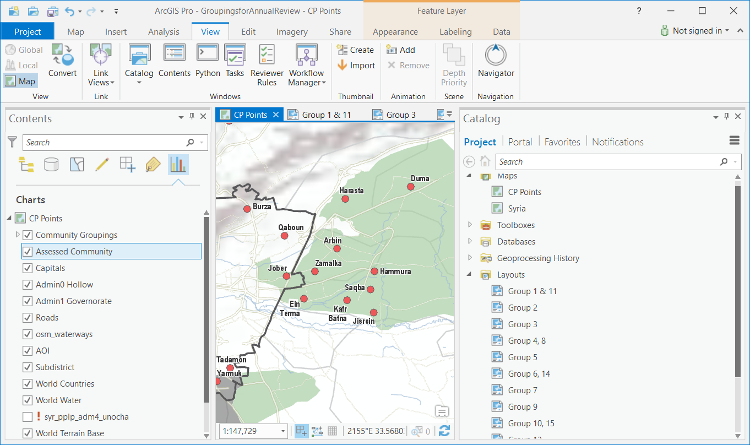 ArcGIS Pro - GroupingsforAnnualReview - CP Points
Feature Layer
? — □ ×
Project Map Insert Analysis View Edit Imagery Share Appearance Labeling Data
Not signed in
Global
Local
Map
Convert
Link Views
Catalog
Contents
Python
Tasks
Reviewer Rules
Workflow Manager
Create
Import
Add
Remove
Depth Priority
Navigator
View Link Windows Thumbnail Animation Scene Navigation
Contents
Search
Charts
CP Points
Community Groupings
Assessed Community
Capitals
Admin0 Hollow
Admin1 Governorate
Roads
osm_waterways
AOI
Subdistrict
World Countries
World Water
! syr_pplp_adm4_unocha
World Terrain Base
CP Points
Group 1 & 11
Group 3
Duma
Harasta
Burza
Qaboun
Arbin
Jober
Zamalka
Hammura
Saqba
Ein Terma
Kafr Batna
Jisrein
Tadamon
Yarmuk
1:147,729
2155°E 33.5680
0
Catalog
Project Portal Favorites Notifications
Search
Maps
CP Points
Syria
Toolboxes
Databases
Geoprocessing History
Layouts
Group 1 & 11
Group 2
Group 3
Group 4, 8
Group 5
Group 6, 14
Group 7
Group 9
Group 10, 15